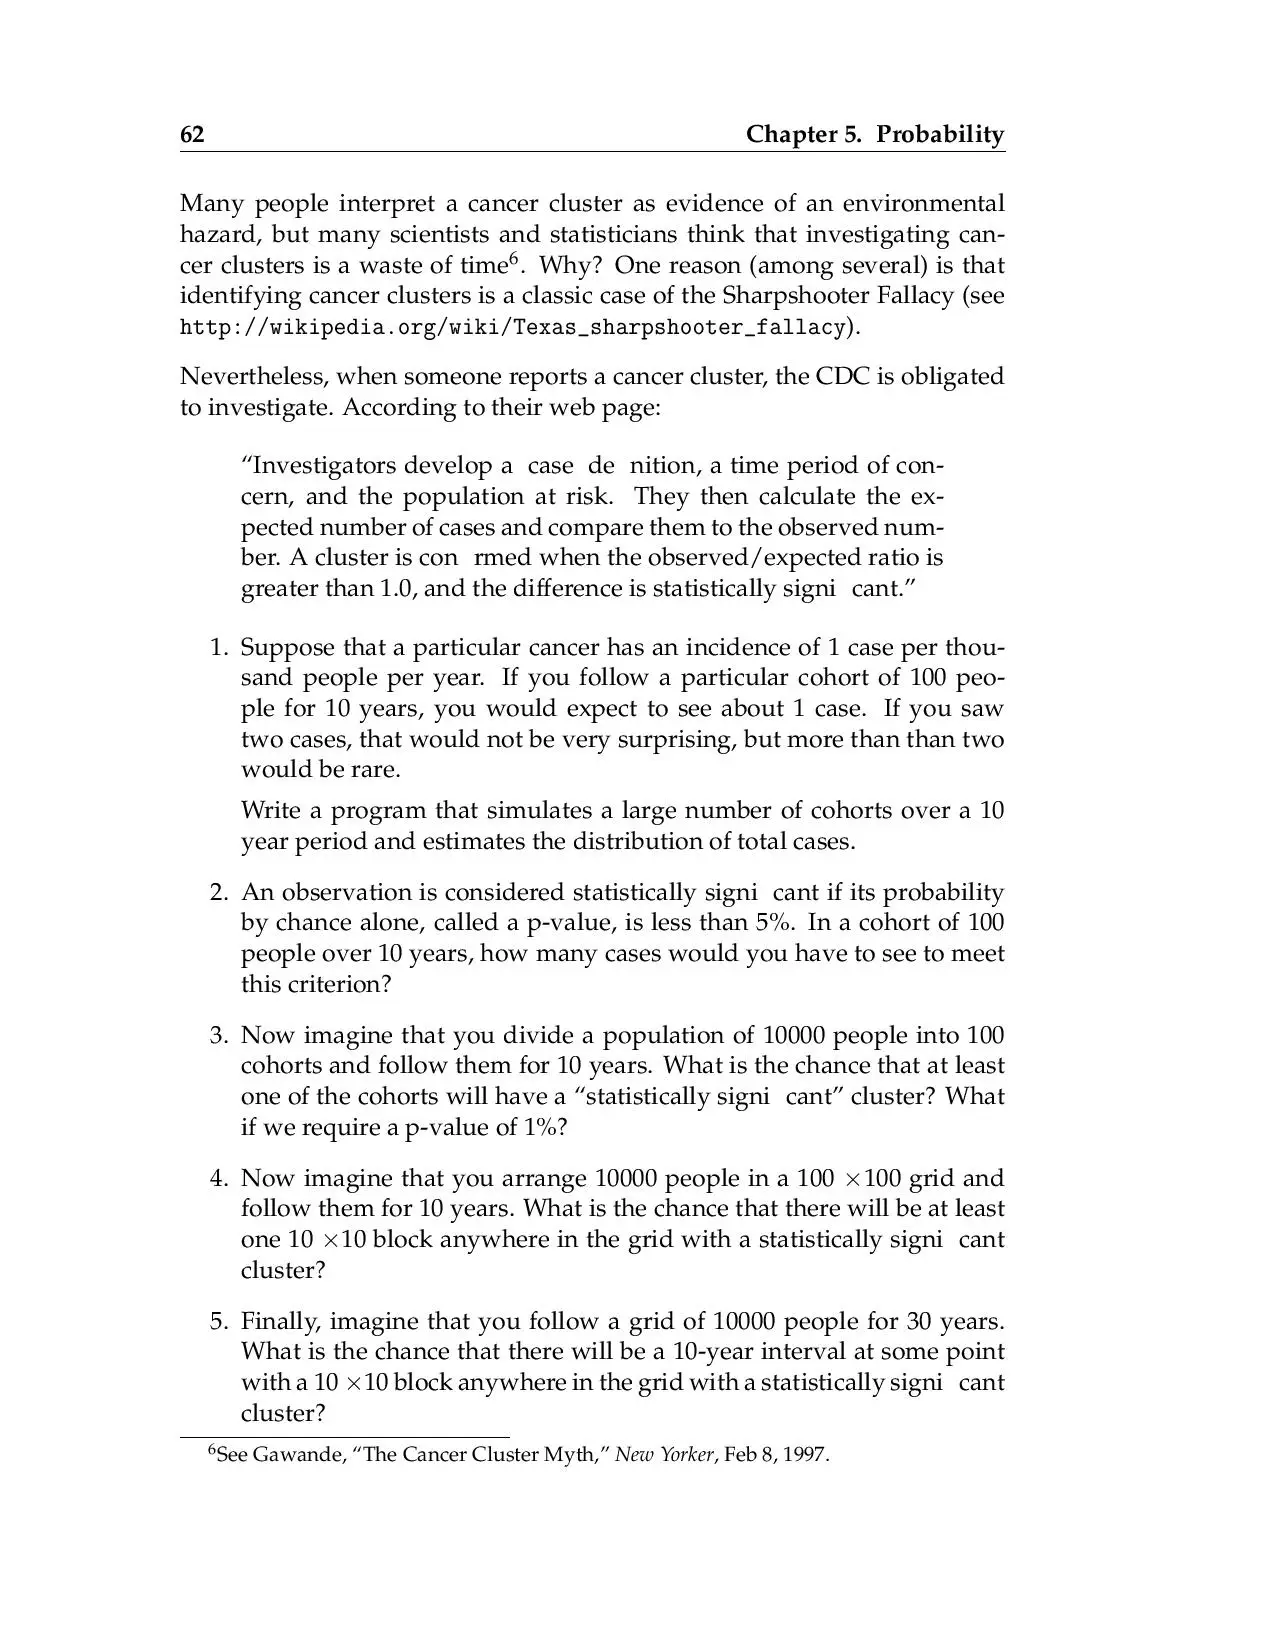 62 Chapter 5. Probability
Many people interpret a cancer cluster as evidence of an environmental
hazard, but many scientists and statisticians think that investigating can-
cer clusters is a waste of time6. Why? One reason (among several) is that
identifying cancer clusters is a classic case of the Sharpshooter Fallacy (see
http://wikipedia.org/wiki/Texas_sharpshooter_fallacy).
Nevertheless, when someone reports a cancer cluster, the CDC is obligated
to investigate. According to their web page:
“Investigators develop a case de nition, a time period of con-
cern, and the population at risk. They then calculate the ex-
pected number of cases and compare them to the observed num-
ber. A cluster is con rmed when the observed/expected ratio is
greater than 1.0, and the difference is statistically signi cant.”
1. Suppose that a particular cancer has an incidence of 1 case per thou-
sand people per year. If you follow a particular cohort of 100 peo-
ple for 10 years, you would expect to see about 1 case. If you saw
two cases, that would not be very surprising, but more than than two
would be rare.
Write a program that simulates a large number of cohorts over a 10
year period and estimates the distribution of total cases.
2. An observation is considered statistically signi cant if its probability
by chance alone, called a p-value, is less than 5%. In a cohort of 100
people over 10 years, how many cases would you have to see to meet
this criterion?
3. Now imagine that you divide a population of 10000 people into 100
cohorts and follow them for 10 years. What is the chance that at least
one of the cohorts will have a “statistically signi cant” cluster? What
if we require a p-value of 1%?
4. Now imagine that you arrange 10000 people in a 100 ×100 grid and
follow them for 10 years. What is the chance that there will be at least
one 10 ×10 block anywhere in the grid with a statistically signi cant
cluster?
5. Finally, imagine that you follow a grid of 10000 people for 30 years.
What is the chance that there will be a 10-year interval at some point
with a 10 ×10 block anywhere in the grid with a statistically signi cant
cluster?
6See Gawande, “The Cancer Cluster Myth,” New Yorker, Feb 8, 1997.